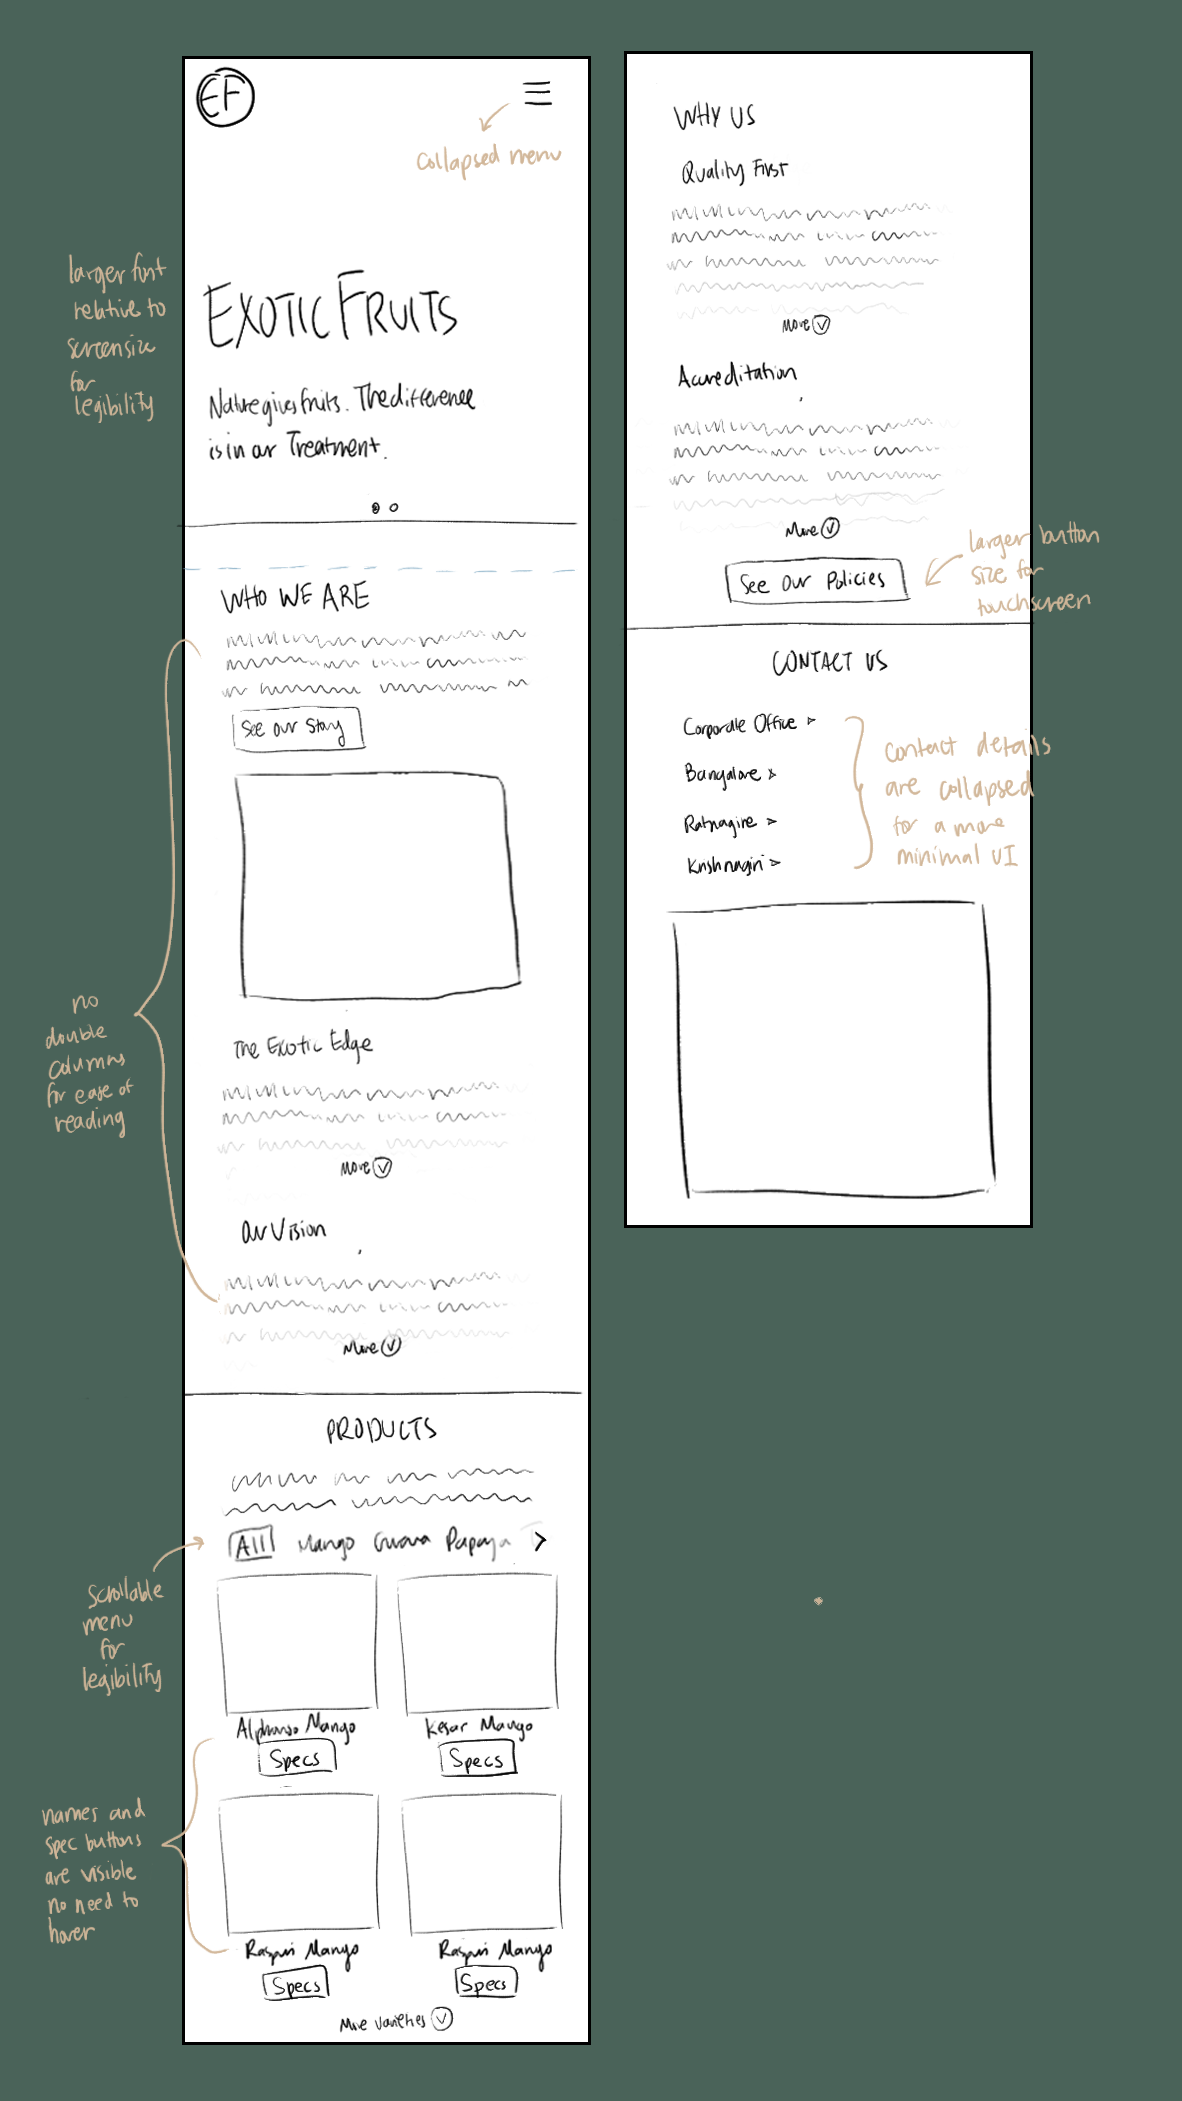 EF
collapsed menu
larger font
relative to
screen size
for
legibility
EXOTIC FRUITS
Nature gives fruits. The difference
is in our Treatment.
WHO WE ARE
See our Story
no
double
columns
for ease of
reading
The Exotic Edge
More
Our Vision
More
PRODUCTS
All Mango Guava Papaya
scrollable
menu
for
legibility
Alphonso Mango Kesar Mango
Specs Specs
names and
spec buttons
are visible
no need to
hover
Mango Mango
Specs Specs
More varieties
WHY US
Quality First
More
Accreditation
More
See Our Policies
larger button
size for
touchscreen
CONTACT US
Corporate Office
Bangalore
Ratnagiri
Krishnagiri
contact details
are collapsed
for a more
minimal UI